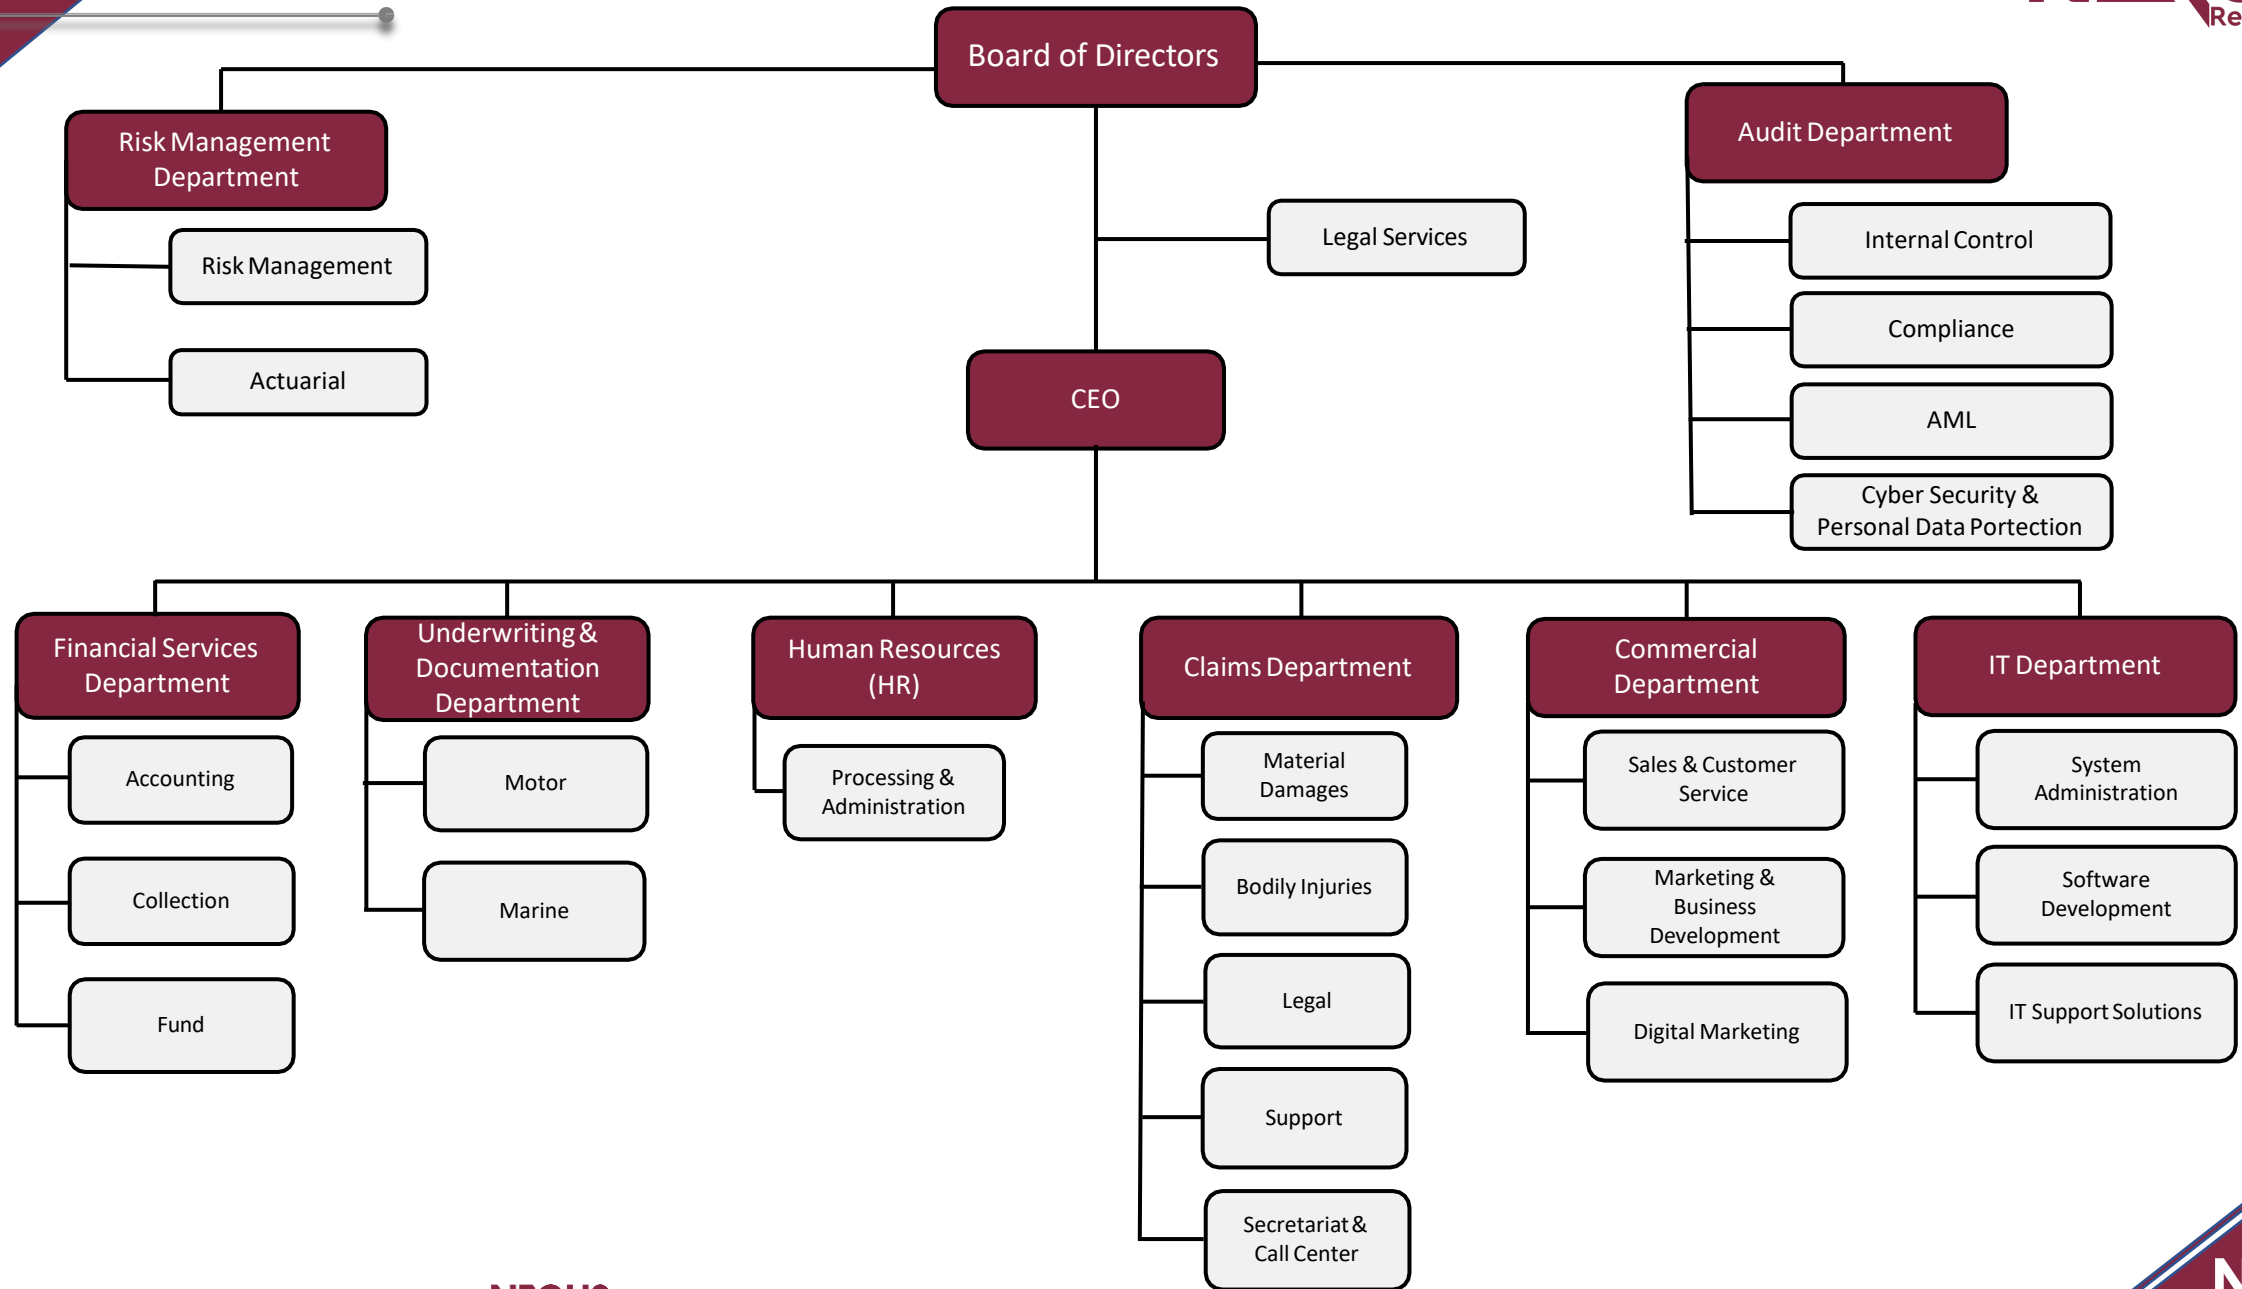 Re
Board of Directors
Risk Management
Department
Audit Department
Risk Management
Legal Services
Internal Control
Compliance
Actuarial
CEO
AML
Cyber Security &
Personal Data Portection
Financial Services
Department
Underwriting &
Documentation
Department
Human Resources
(HR)
Claims Department
Commercial
Department
IT Department
Accounting
Collection
Fund
Motor
Marine
Processing &
Administration
Material
Damages
Bodily Injuries
Legal
Support
Secretariat &
Call Center
Sales & Customer
Service
Marketing &
Business
Development
Digital Marketing
System
Administration
Software
Development
IT Support Solutions